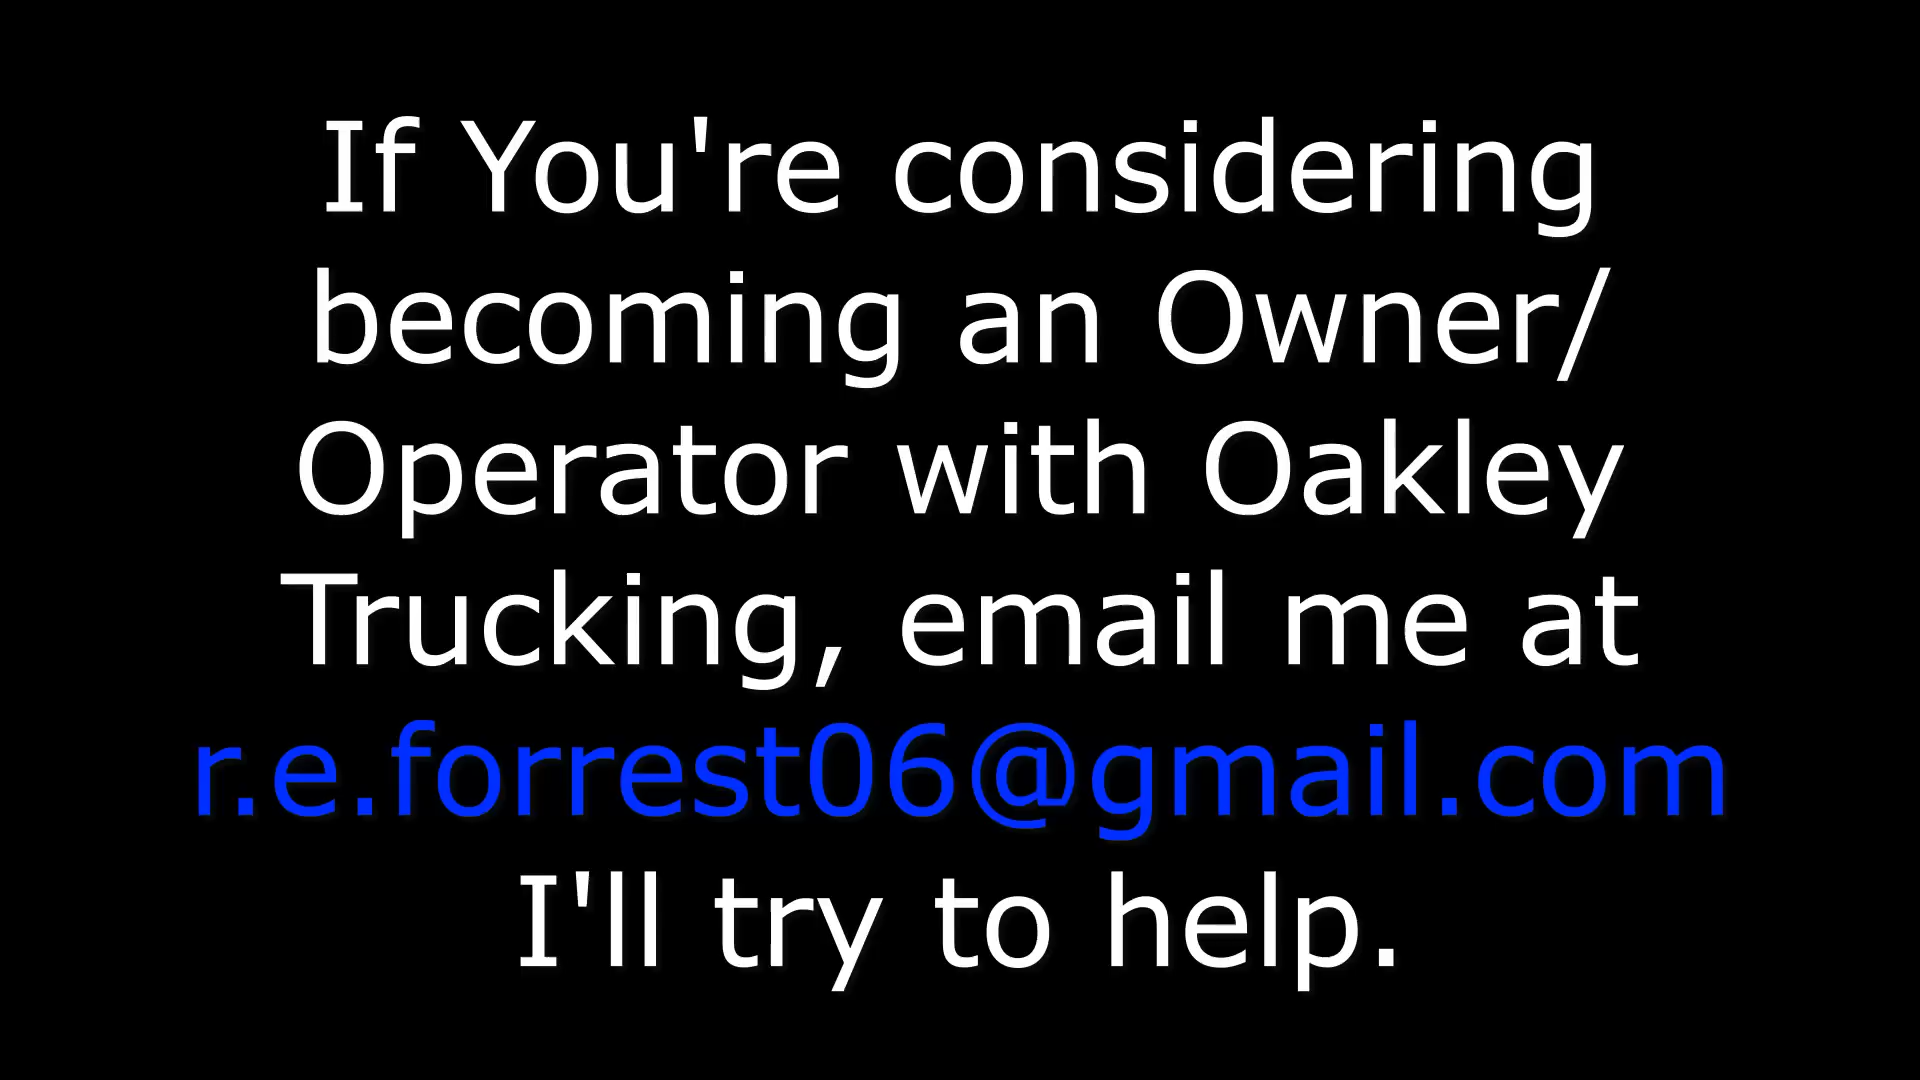 If You're considering
becoming an Owner/
Operator with Oakley
Trucking, email me at
r.e.forrest06@gmail.com
I'll try to help.